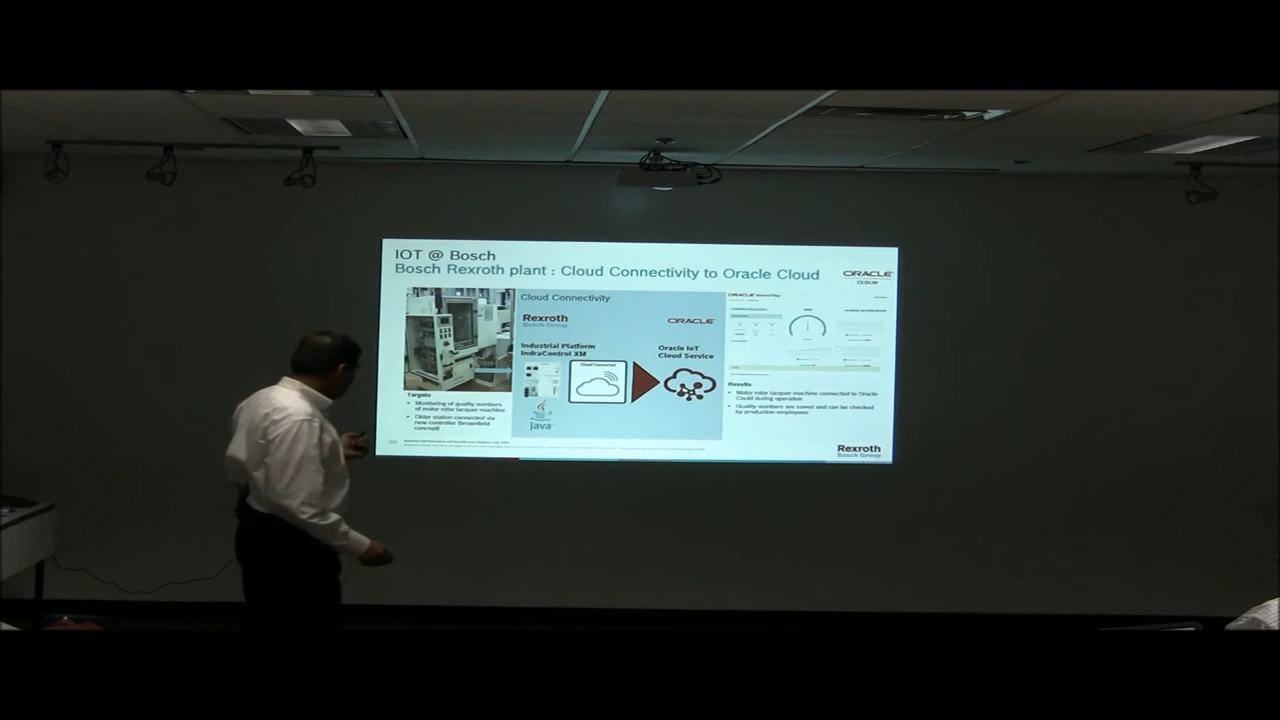 IOT @ Bosch
Bosch Rexroth plant : Cloud Connectivity to Oracle Cloud
ORACLE
CLOUD
Cloud Connectivity
Rexroth
Bosch Group
ORACLE
Industrial Platform
IndraControl XM
Oracle IoT
Cloud Service
Cloud Connected
Java
Targets
Monitoring of quality numbers
of motor rotor lacquer machine
Older station connected via
new controller (brownfield
concept)
ORACLE
Results
Motor rotor lacquer machine connected to Oracle
Could during operation
Quality numbers are saved and can be checked
by production employees
Rexroth
Bosch Group